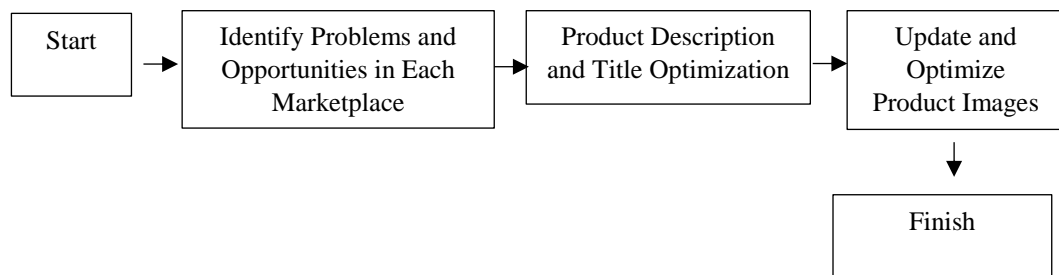 Start
Identify Problems and
Opportunities in Each
Marketplace
Product Description
and Title Optimization
Update and
Optimize
Product Images
Finish